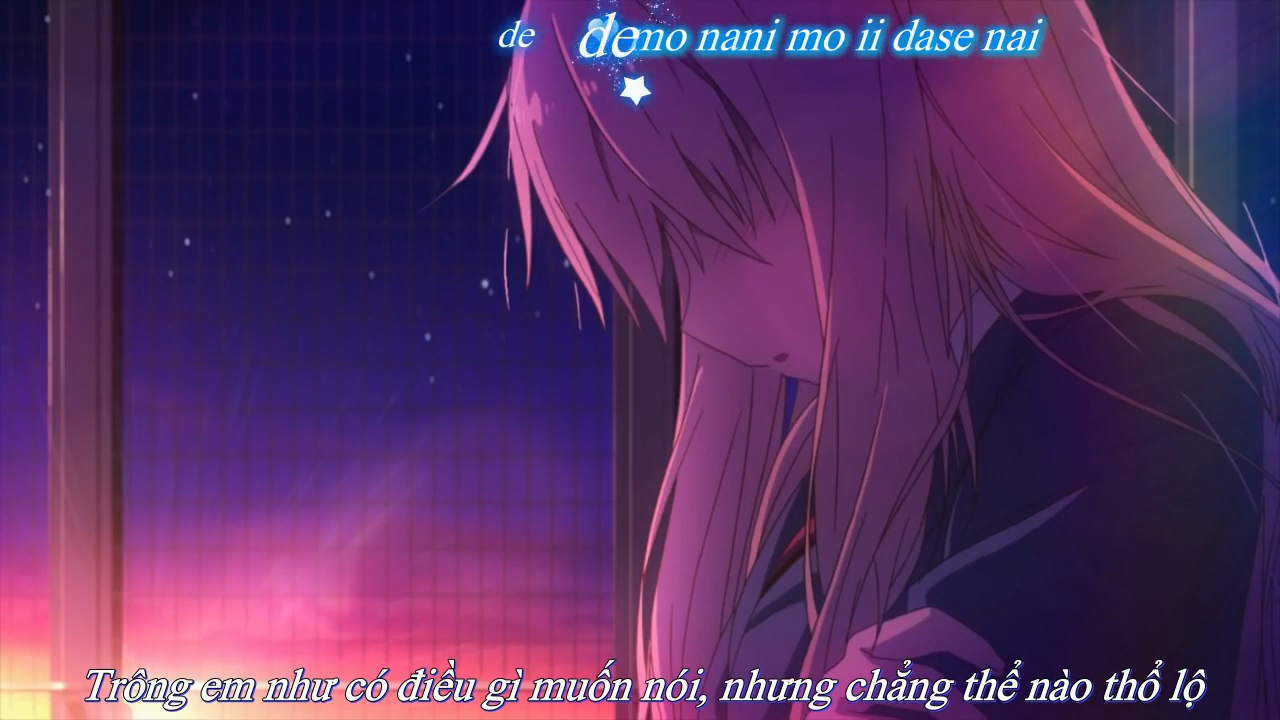 de demo nani mo ii dase nai
Trông em như có điều gì muốn nói, nhưng chẳng thể nào thổ lộ